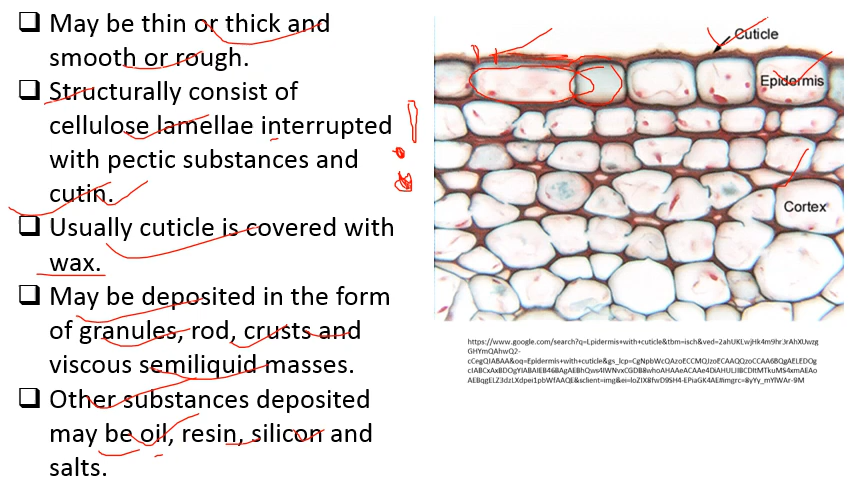 ❑ May be thin or thick and
smooth or rough.
❑ Structurally consist of
cellulose lamellae interrupted
with pectic substances and
cutin.
❑ Usually cuticle is covered with
wax.
❑ May be deposited in the form
of granules, rod, crusts and
viscous semiliquid masses.
❑ Other substances deposited
may be oil, resin, silicon and
salts.
Cuticle
Epidermis
Cortex